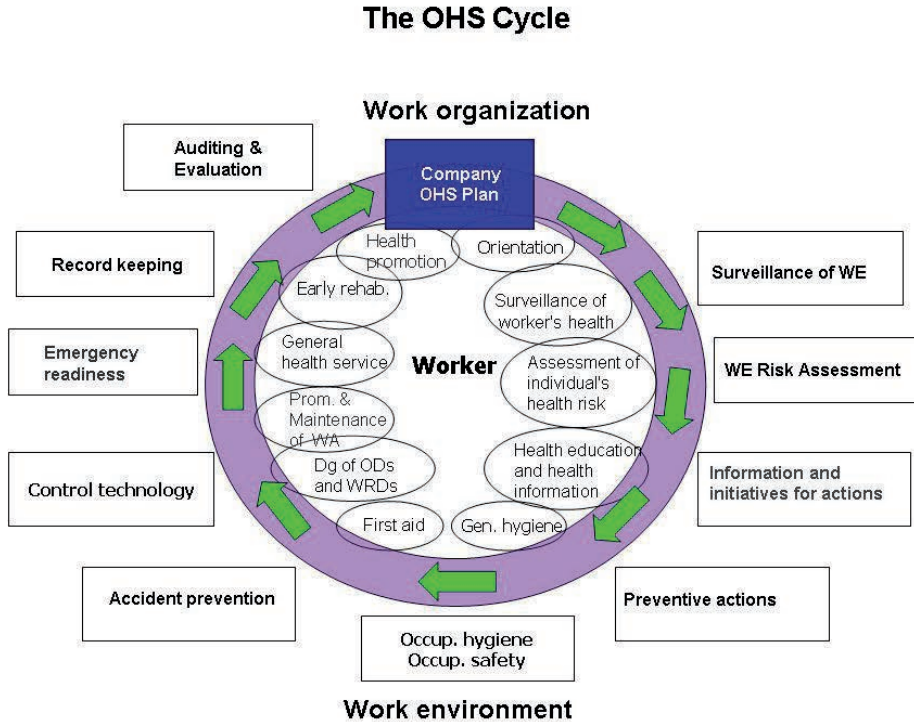 The OHS Cycle
Work organization
Auditing &
Evaluation
Company
OHS Plan
Record keeping
Health
promotion
Orientation
Surveillance of WE
Early rehab.
Surveillance of
worker's health
Emergency
readiness
General
health service
Worker
Assessment of
individual's
health risk
WE Risk Assessment
Prom. &
Maintenance
of WA
Control technology
Dg of ODs
and WRDs
Health education
and health
information
Information and
initiatives for actions
First aid
Gen. hygiene
Accident prevention
Preventive actions
Occup. hygiene
Occup. safety
Work environment